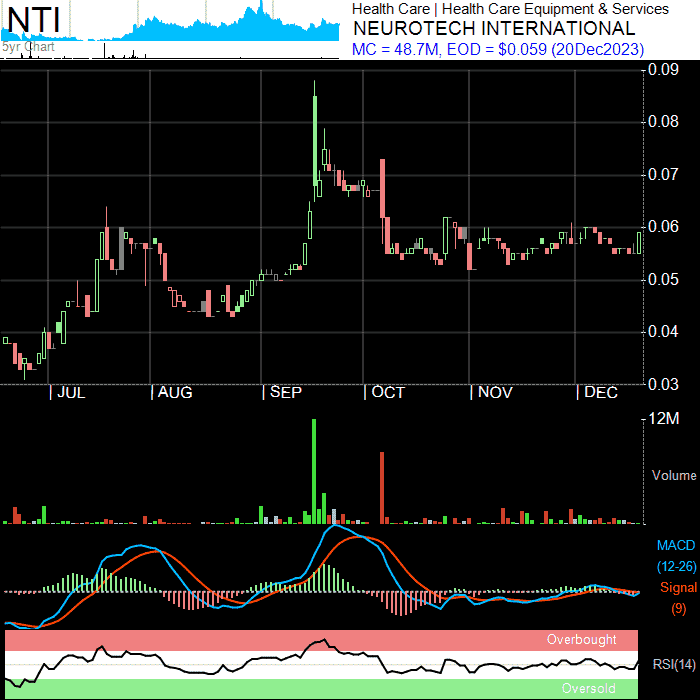 NTI
5yr Chart
Health Care | Health Care Equipment & Services
NEUROTECH INTERNATIONAL
MC = 48.7M, EOD = $0.059 (20Dec2023)
0.09
0.08
0.07
0.06
0.05
0.04
0.03
| JUL | AUG | SEP | OCT | NOV | DEC
12M
Volume
MACD
(12-26)
Signal
(9)
Overbought
RSI(14)
Oversold